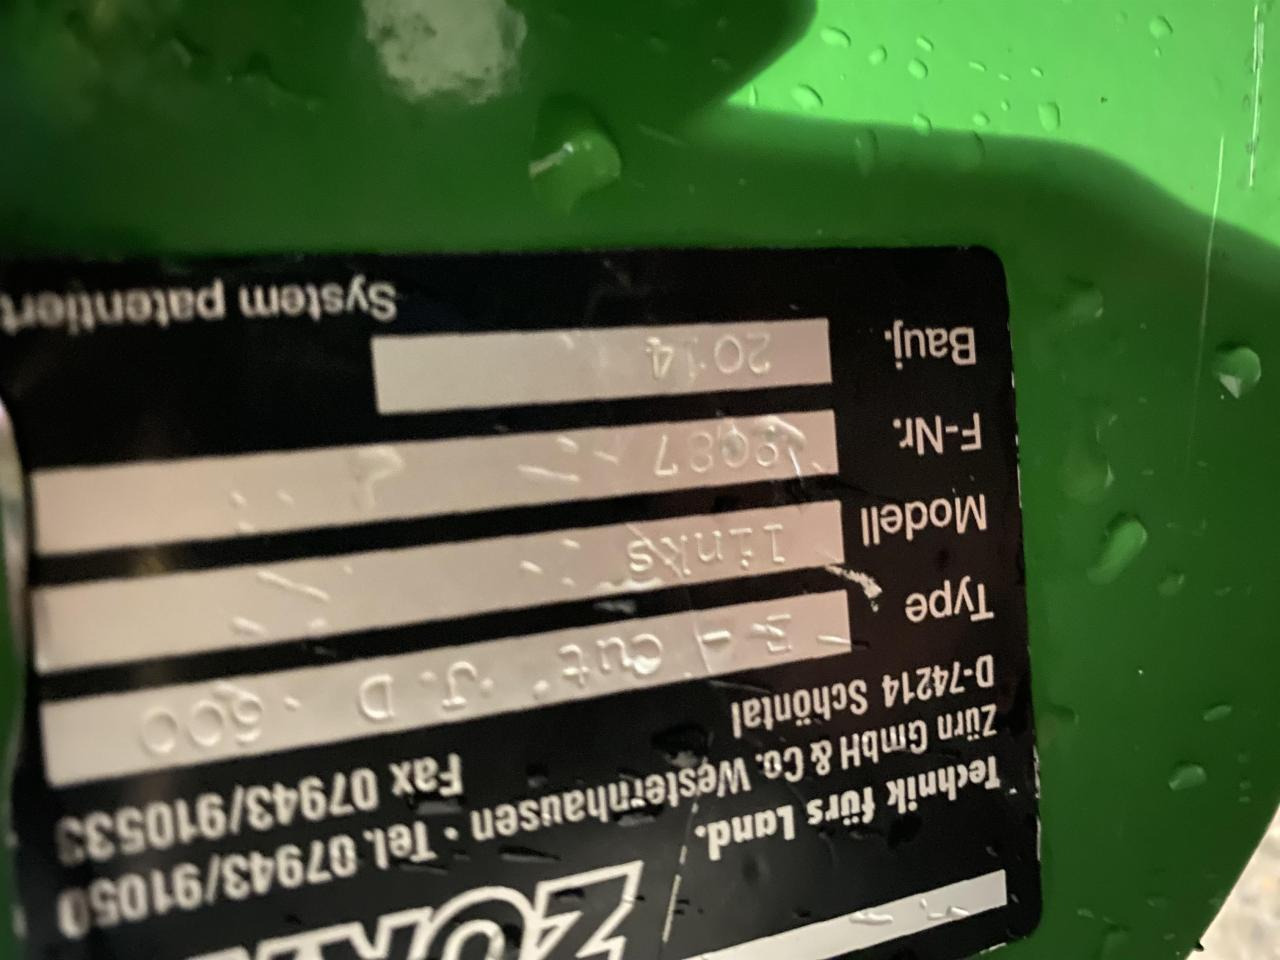 ZÜRN
Technik fürs Land.
Zürn GmbH & Co. Westernhausen · Tel. 07943/91050
D-74214 Schöntal Fax 07943/910533
Type Cut J.D. 600
Modell links
F-Nr. 8087
Bauj. 2014
System patentiert